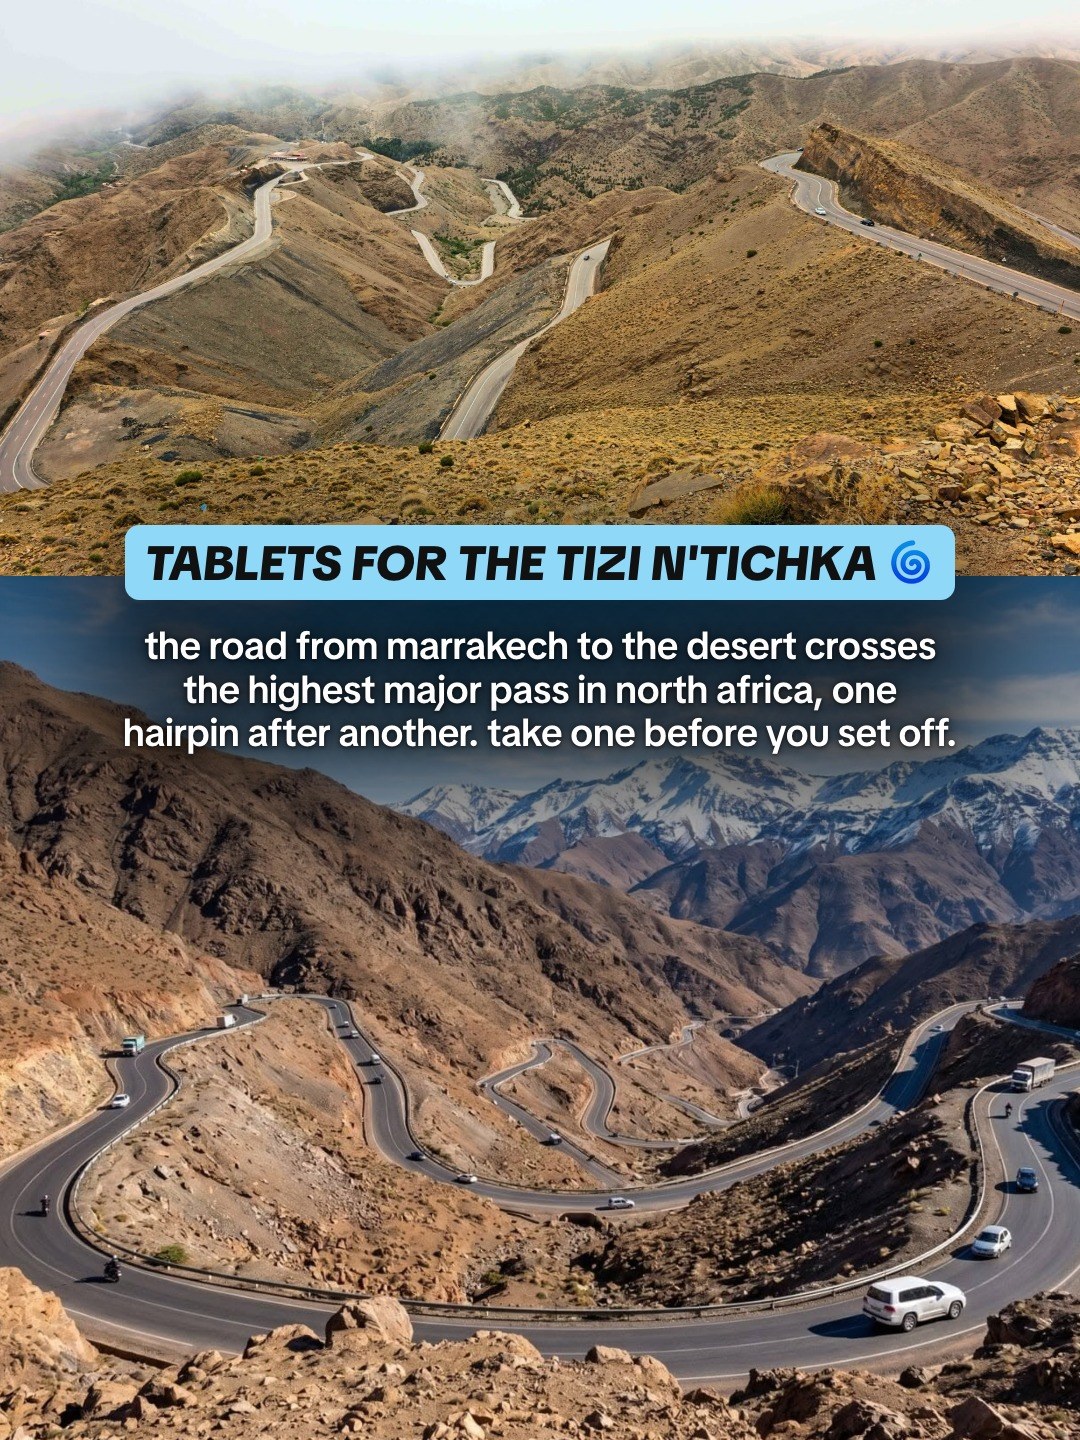 TABLETS FOR THE TIZI N'TICHKA 🌀
the road from marrakech to the desert crosses
the highest major pass in north africa, one
hairpin after another. take one before you set off.